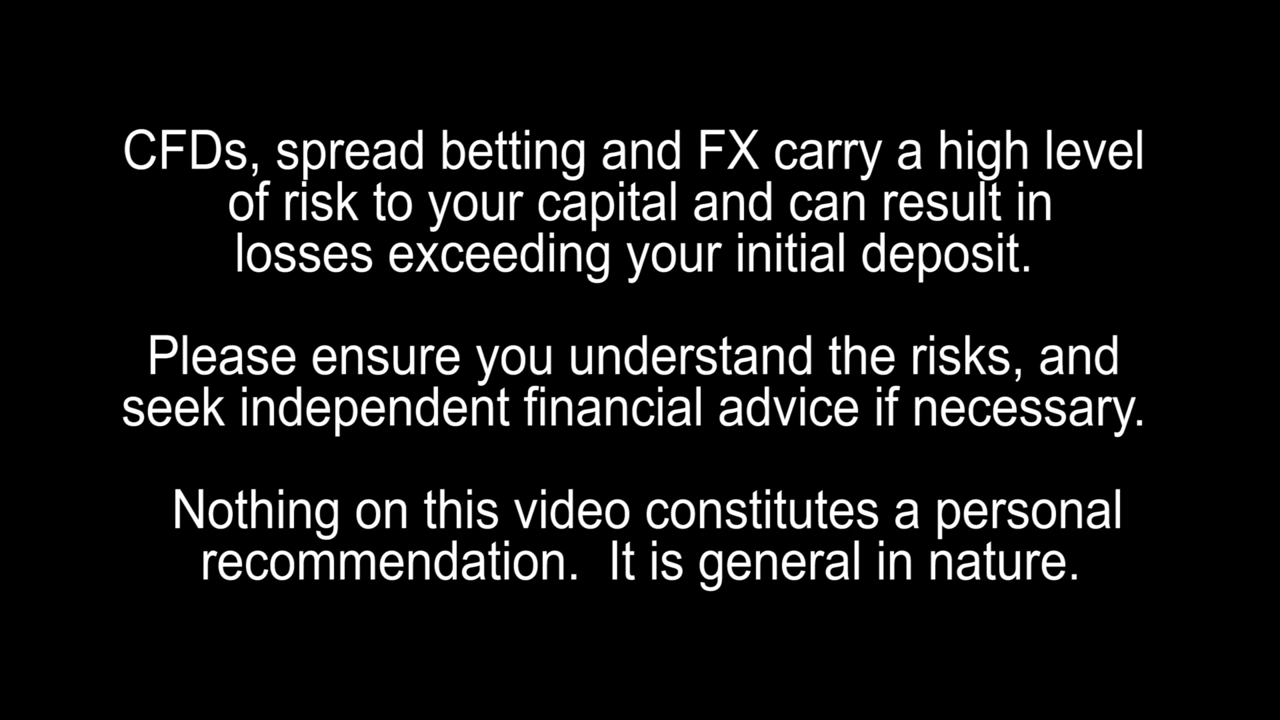 CFDs, spread betting and FX carry a high level
of risk to your capital and can result in
losses exceeding your initial deposit.
Please ensure you understand the risks, and
seek independent financial advice if necessary.
Nothing on this video constitutes a personal
recommendation.  It is general in nature.